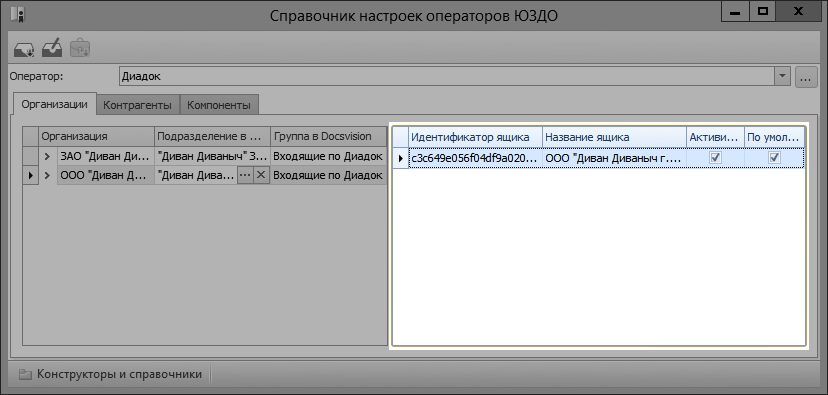 Справочник настроек операторов ЮЗДО
Оператор: Диадок
Организации Контрагенты Компоненты
Организация Подразделение в ... Группа в Docsvision
ЗАО "Диван Ди... "Диван Диваныч" З... Входящие по Диадок
ООО "Диван Д... "Диван Дива... Входящие по Диадок
Идентификатор ящика Название ящика Активи... По умол...
c3c649e056f04df9a020... ООО "Диван Диваныч г....
Конструкторы и справочники